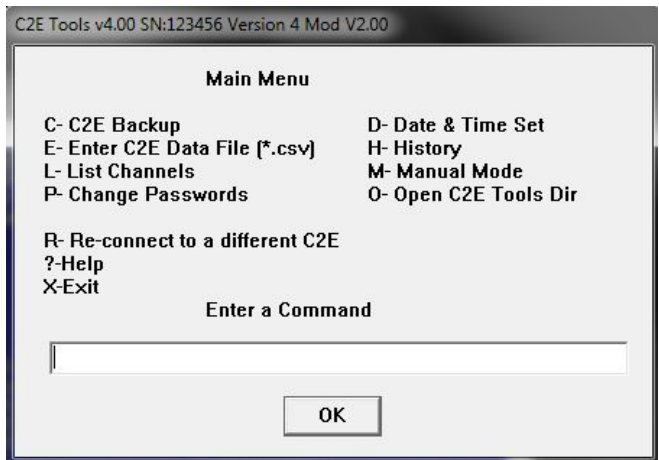 C2E Tools v4.00 SN:123456 Version 4 Mod V2.00
Main Menu
C- C2E Backup
E- Enter C2E Data File (*.csv)
L- List Channels
P- Change Passwords
D- Date & Time Set
H- History
M- Manual Mode
O- Open C2E Tools Dir
R- Re-connect to a different C2E
?-Help
X-Exit
Enter a Command
OK